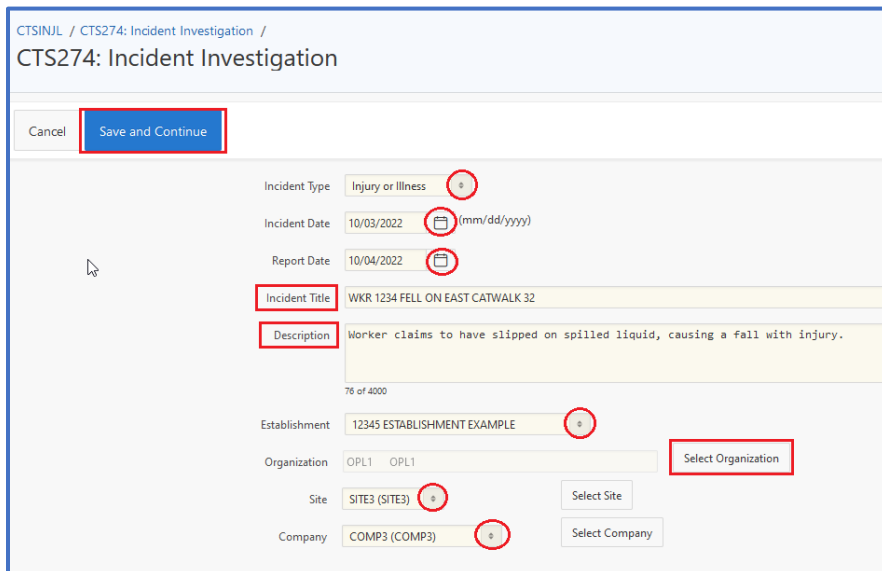 CTSINJL / CTS274: Incident Investigation /
CTS274: Incident Investigation
Cancel Save and Continue
Incident Type Injury or Illness
Incident Date 10/03/2022 (mm/dd/yyyy)
Report Date 10/04/2022
Incident Title WKR 1234 FELL ON EAST CATWALK 32
Description Worker claims to have slipped on spilled liquid, causing a fall with injury.
76 of 4000
Establishment 12345 ESTABLISHMENT EXAMPLE
Organization OPL1 OPL1 Select Organization
Site SITE3 (SITE3) Select Site
Company COMP3 (COMP3) Select Company